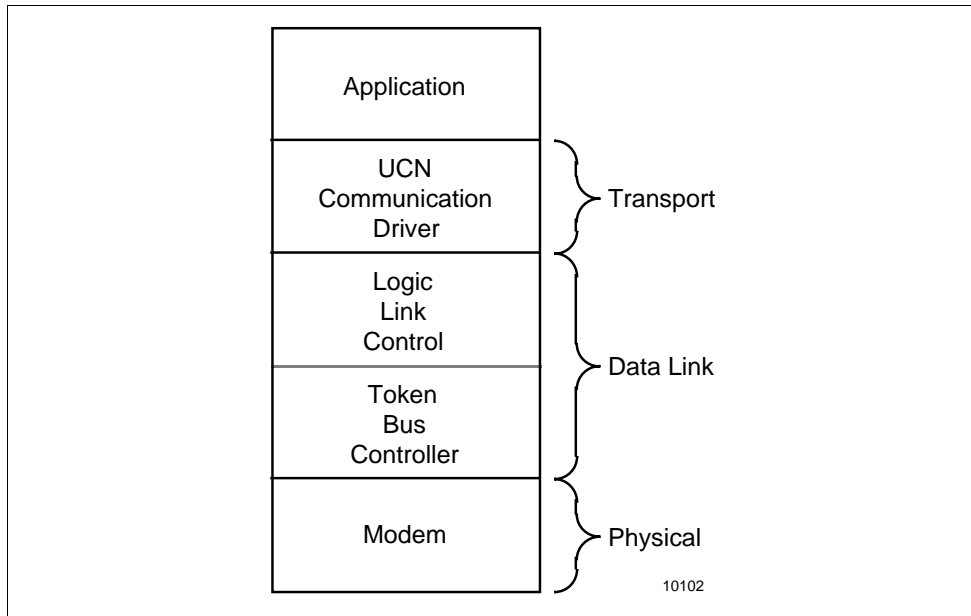 Application
UCN
Communication
Driver
Transport
Logic
Link
Control
Data Link
Token
Bus
Controller
Modem
Physical
10102